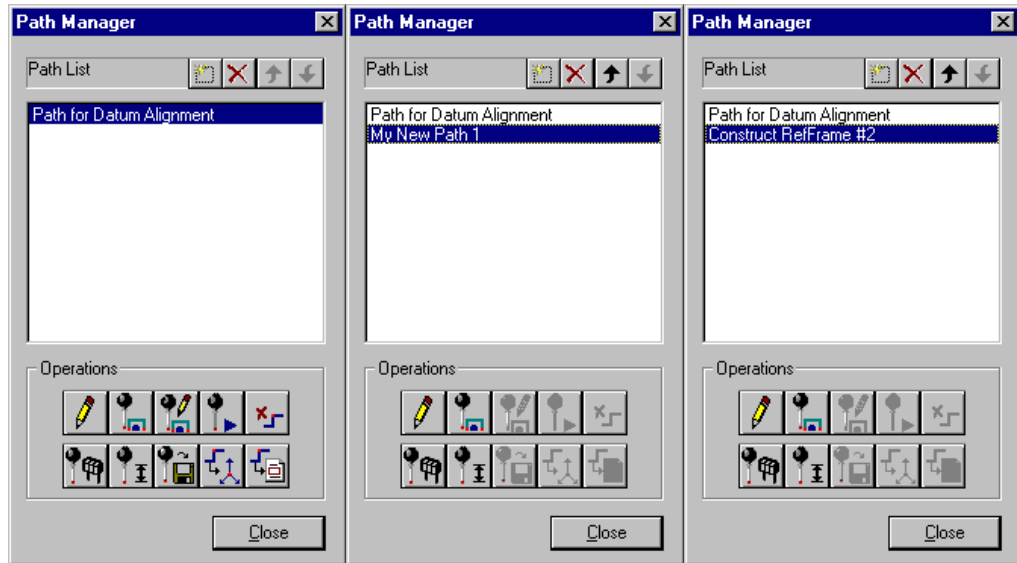 Path Manager
Path List
Path for Datum Alignment
Operations
Close
Path Manager
Path List
Path for Datum Alignment
My New Path 1
Operations
Close
Path Manager
Path List
Path for Datum Alignment
Construct RefFrame #2
Operations
Close